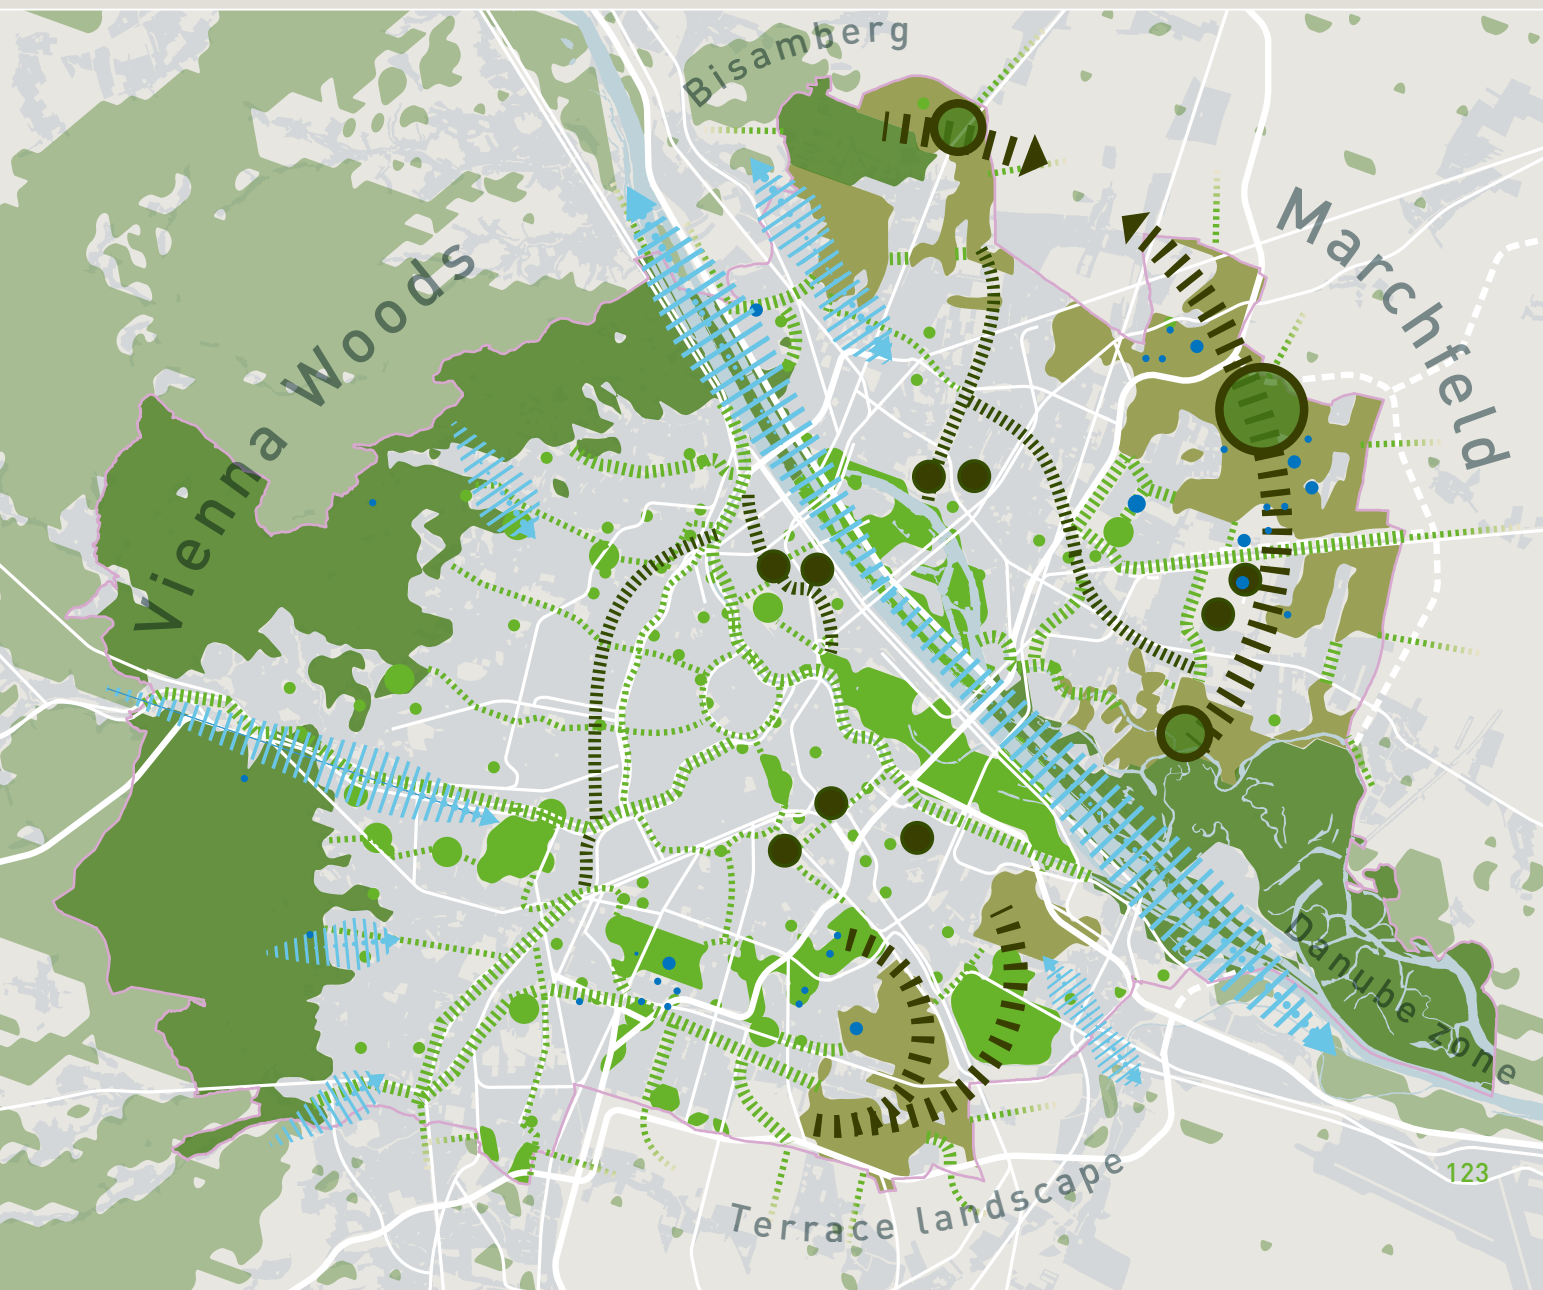 Bisamberg
Marchfeld
Vienna Woods
Danube zone
Terrace landscape
123